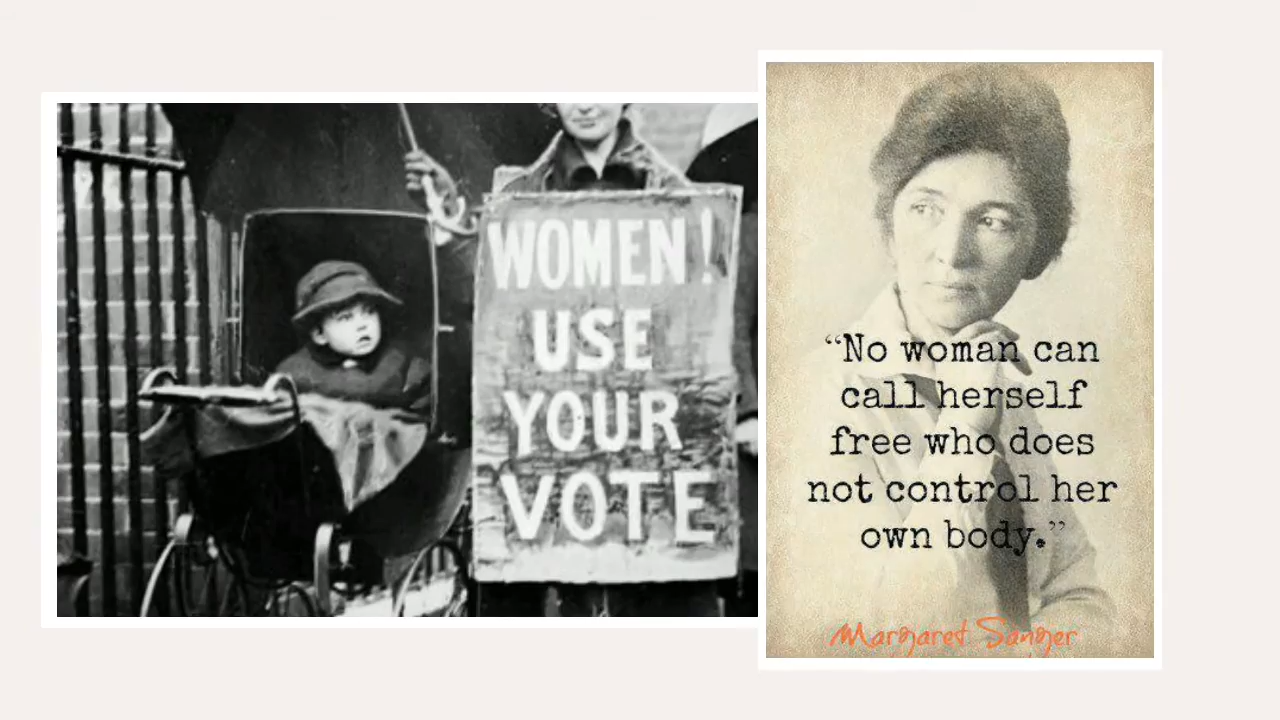 WOMEN!
USE
YOUR
VOTE
“No woman can
call herself
free who does
not control her
own body.”
Margaret Sanger